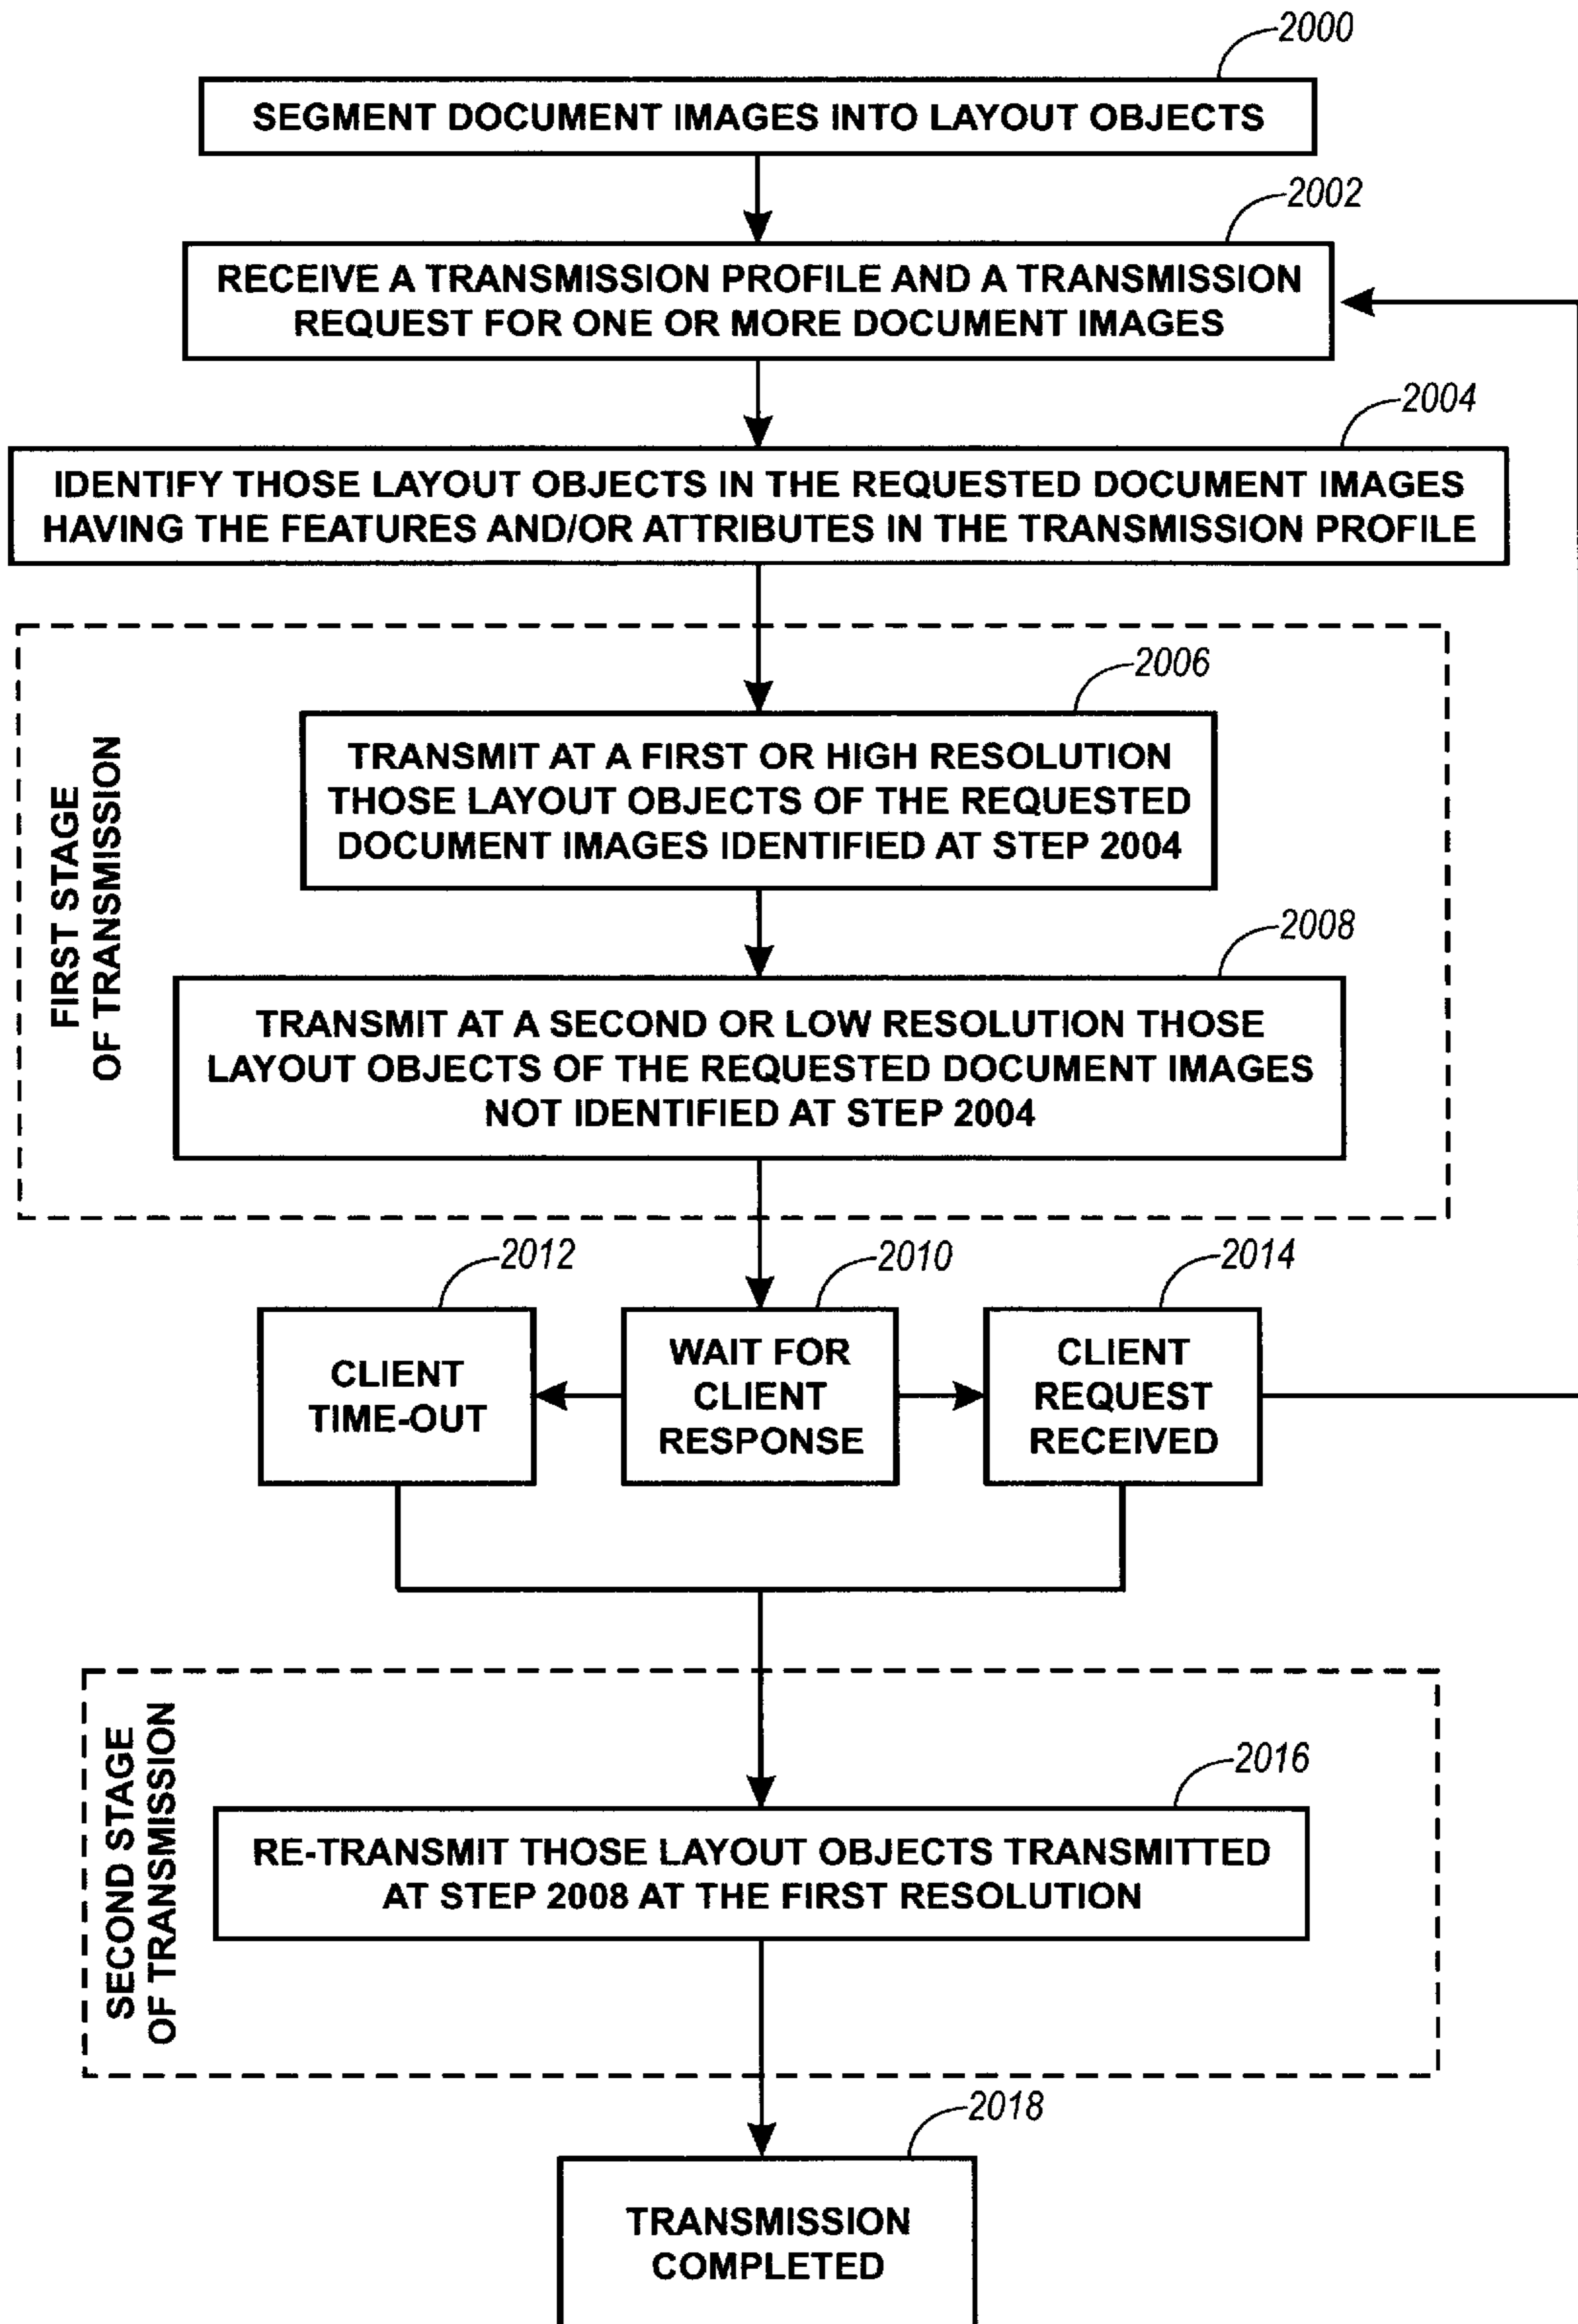 2000
SEGMENT DOCUMENT IMAGES INTO LAYOUT OBJECTS
2002
RECEIVE A TRANSMISSION PROFILE AND A TRANSMISSION
REQUEST FOR ONE OR MORE DOCUMENT IMAGES
2004
IDENTIFY THOSE LAYOUT OBJECTS IN THE REQUESTED DOCUMENT IMAGES
HAVING THE FEATURES AND/OR ATTRIBUTES IN THE TRANSMISSION PROFILE
FIRST STAGE
OF TRANSMISSION
2006
TRANSMIT AT A FIRST OR HIGH RESOLUTION
THOSE LAYOUT OBJECTS OF THE REQUESTED
DOCUMENT IMAGES IDENTIFIED AT STEP 2004
2008
TRANSMIT AT A SECOND OR LOW RESOLUTION THOSE
LAYOUT OBJECTS OF THE REQUESTED DOCUMENT IMAGES
NOT IDENTIFIED AT STEP 2004
2012
CLIENT
TIME-OUT
2010
WAIT FOR
CLIENT
RESPONSE
2014
CLIENT
REQUEST
RECEIVED
SECOND STAGE
OF TRANSMISSION
2016
RE-TRANSMIT THOSE LAYOUT OBJECTS TRANSMITTED
AT STEP 2008 AT THE FIRST RESOLUTION
2018
TRANSMISSION
COMPLETED